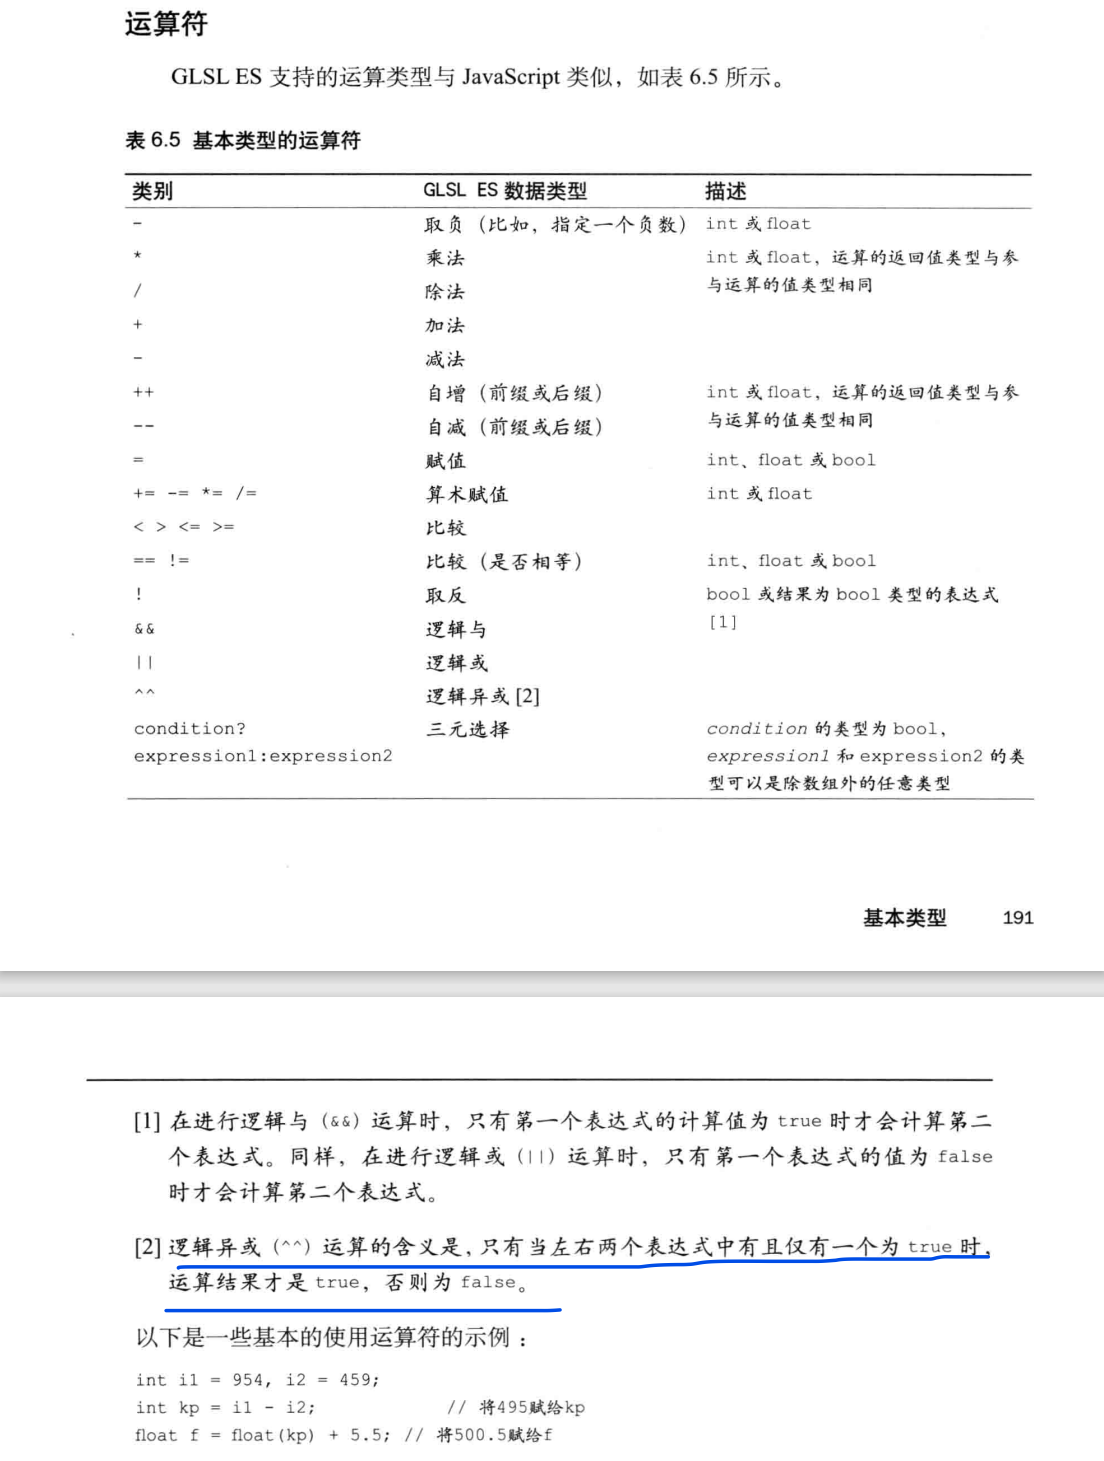 运算符
GLSL ES 支持的运算类型与 JavaScript 类似，如表 6.5 所示。
表 6.5 基本类型的运算符
类别 GLSL ES 数据类型 描述
- 取负（比如，指定一个负数） int 或 float
* 乘法 int 或 float，运算的返回值类型与参
与运算的值类型相同
/ 除法
+ 加法
- 减法
++ 自增（前缀或后缀） int 或 float，运算的返回值类型与参
与运算的值类型相同
-- 自减（前缀或后缀）
= 赋值 int、float 或 bool
+= -= *= /= 算术赋值 int 或 float
< > <= >= 比较
== != 比较（是否相等） int、float 或 bool
! 取反 bool 或结果为 bool 类型的表达式
[1]
&& 逻辑与
|| 逻辑或
^^ 逻辑异或 [2]
condition? 三元选择 condition 的类型为 bool，
expression1:expression2 expression1 和 expression2 的类
型可以是除数组外的任意类型
基本类型 191
[1] 在进行逻辑与（&&）运算时，只有第一个表达式的计算值为 true 时才会计算第二
个表达式。同样，在进行逻辑或（||）运算时，只有第一个表达式的值为 false
时才会计算第二个表达式。
[2] 逻辑异或（^^）运算的含义是，只有当左右两个表达式中有且仅有一个为 true 时，
运算结果才是 true，否则为 false。
以下是一些基本的使用运算符的示例：
int i1 = 954, i2 = 459;
int kp = i1 - i2; // 将495赋给kp
float f = float(kp) + 5.5; // 将500.5赋给f